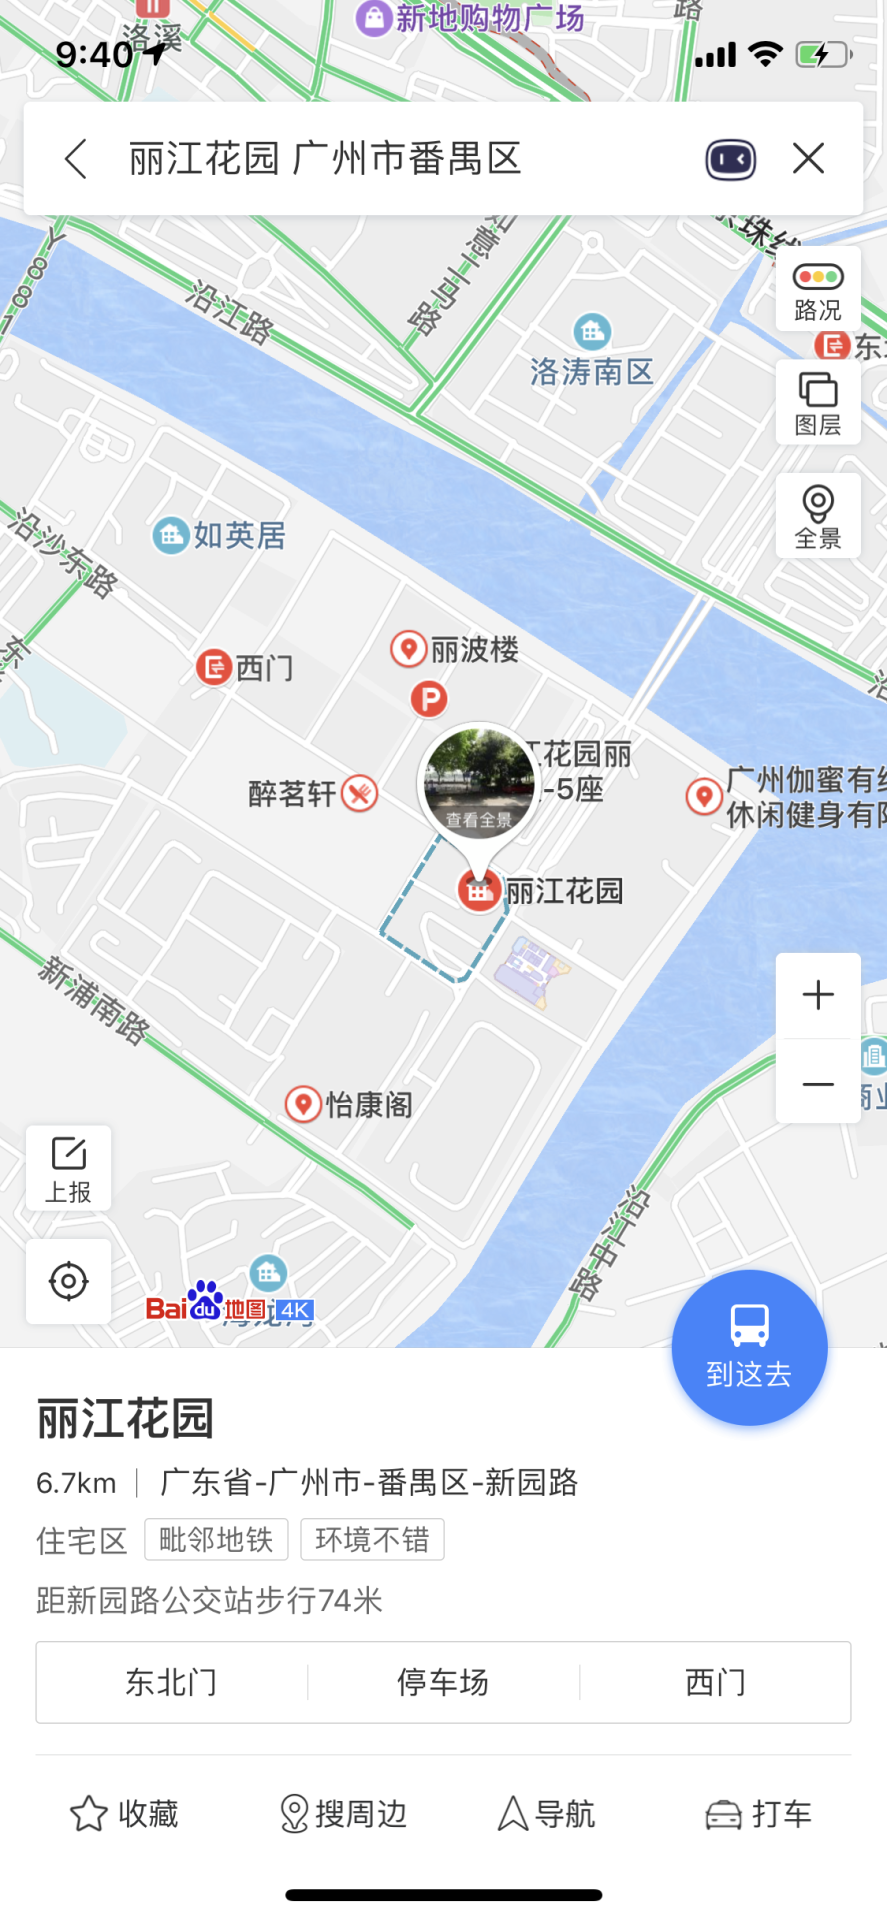 新地购物广场
路
9:40
洛溪
丽江花园 广州市番禺区
如意二马路
Y881
沿江路
路况
洛涛南区
图层
全景
沿沙东路
如英居
丽波楼
西门
P
江花园丽
-5座
醉茗轩
查看全景
广州伽蜜有
休闲健身有
丽江花园
新浦南路
怡康阁
上报
沿江中路
Bai du 地图 4K
到这去
丽江花园
6.7km 广东省-广州市-番禺区-新园路
住宅区 毗邻地铁 环境不错
距新园路公交站步行74米
东北门 停车场 西门
收藏 搜周边 导航 打车